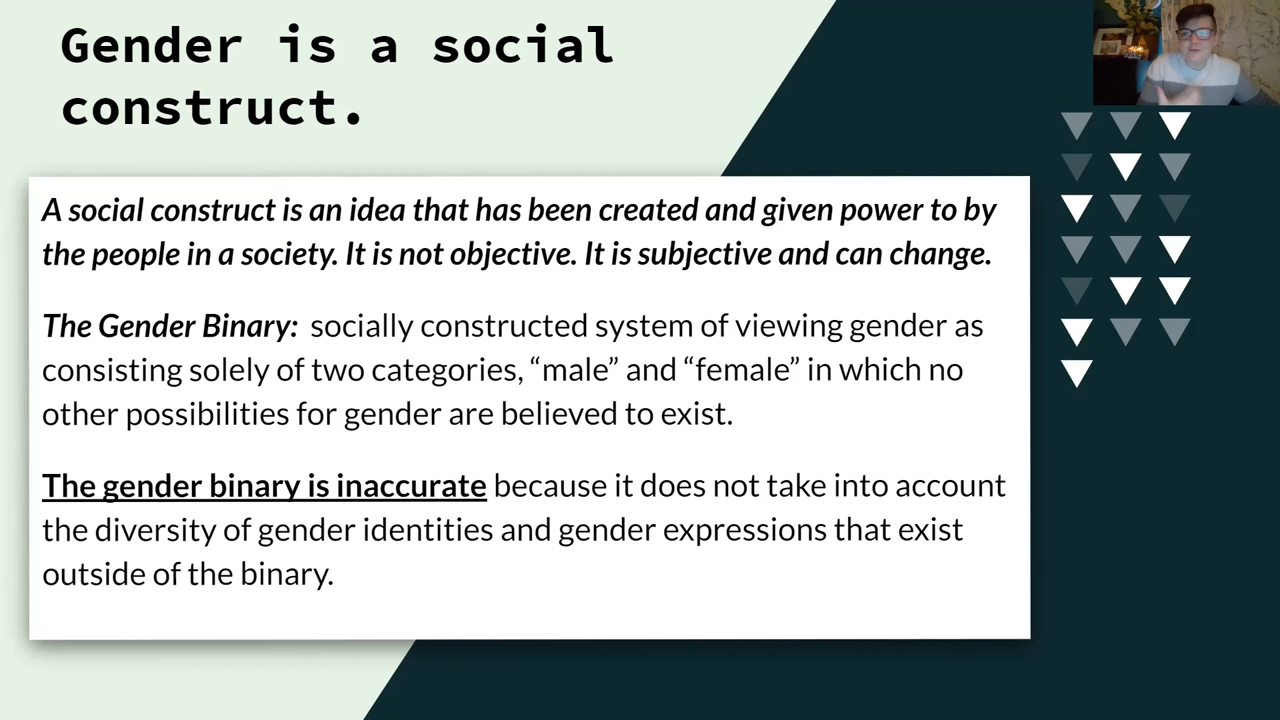 Gender is a social
construct.
A social construct is an idea that has been created and given power to by
the people in a society. It is not objective. It is subjective and can change.
The Gender Binary: socially constructed system of viewing gender as
consisting solely of two categories, “male” and “female” in which no
other possibilities for gender are believed to exist.
The gender binary is inaccurate because it does not take into account
the diversity of gender identities and gender expressions that exist
outside of the binary.